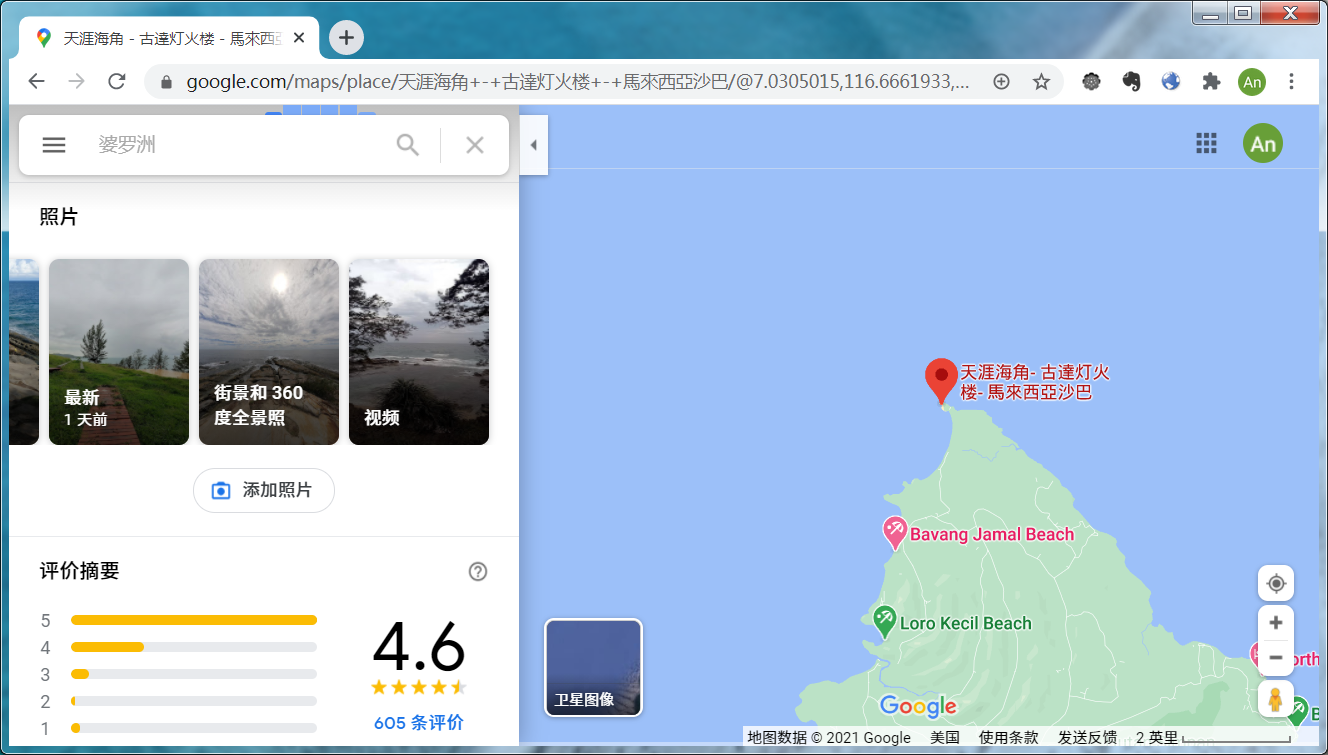 天涯海角 - 古達灯火楼 - 馬來西
google.com/maps/place/天涯海角+-+古達灯火楼+-+馬來西亞沙巴/@7.0305015,116.6661933,...
An
婆罗洲
An
照片
最新
1 天前
街景和 360
度全景照
视频
添加照片
评价摘要
5
4
3
2
1
4.6
605 条评价
天涯海角- 古達灯火
楼- 馬來西亞沙巴
Bavang Jamal Beach
Loro Kecil Beach
orth
B
卫星图像
Google
地图数据 © 2021 Google 美国 使用条款 发送反馈 2 英里